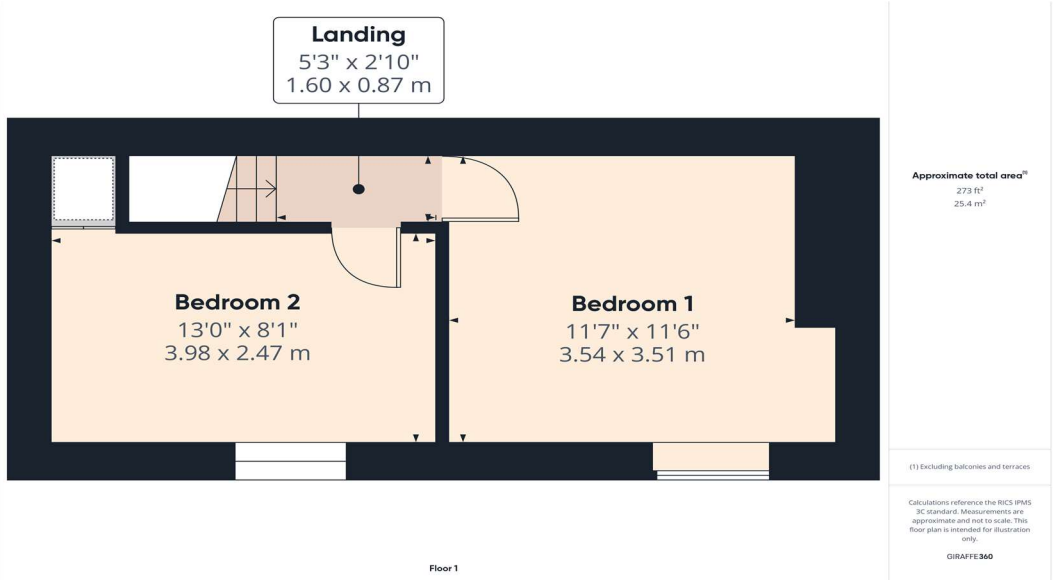 Landing
5'3" x 2'10"
1.60 x 0.87 m
Bedroom 2
13'0" x 8'1"
3.98 x 2.47 m
Bedroom 1
11'7" x 11'6"
3.54 x 3.51 m
Floor 1
Approximate total area(1)
273 ft²
25.4 m²
(1) Excluding balconies and terraces
Calculations reference the RICS IPMS
3C standard. Measurements are
approximate and not to scale. This
floor plan is intended for illustration
only.
GIRAFFE360